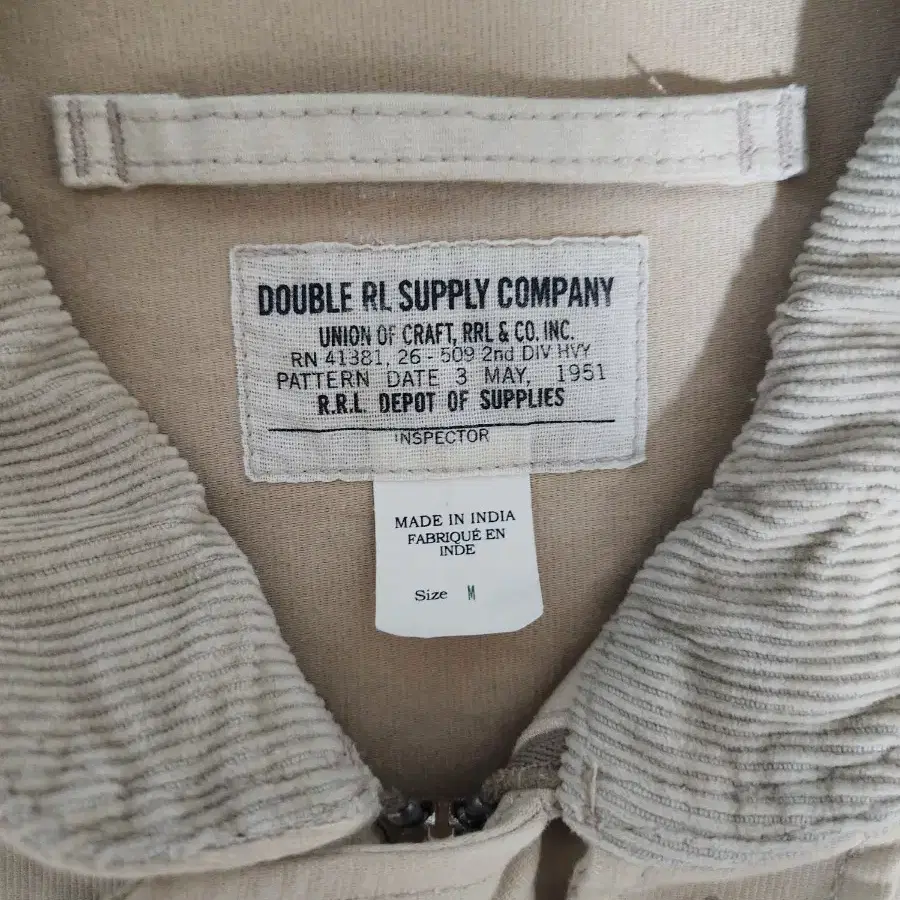 DOUBLE RL SUPPLY COMPANY
UNION OF CRAFT, RRL & CO. INC.
RN 41381, 26 - 509 2nd DIV HVY
PATTERN DATE 3 MAY, 1951
R.R.L. DEPOT OF SUPPLIES
INSPECTOR
MADE IN INDIA
FABRIQUÉ EN
INDE
Size M